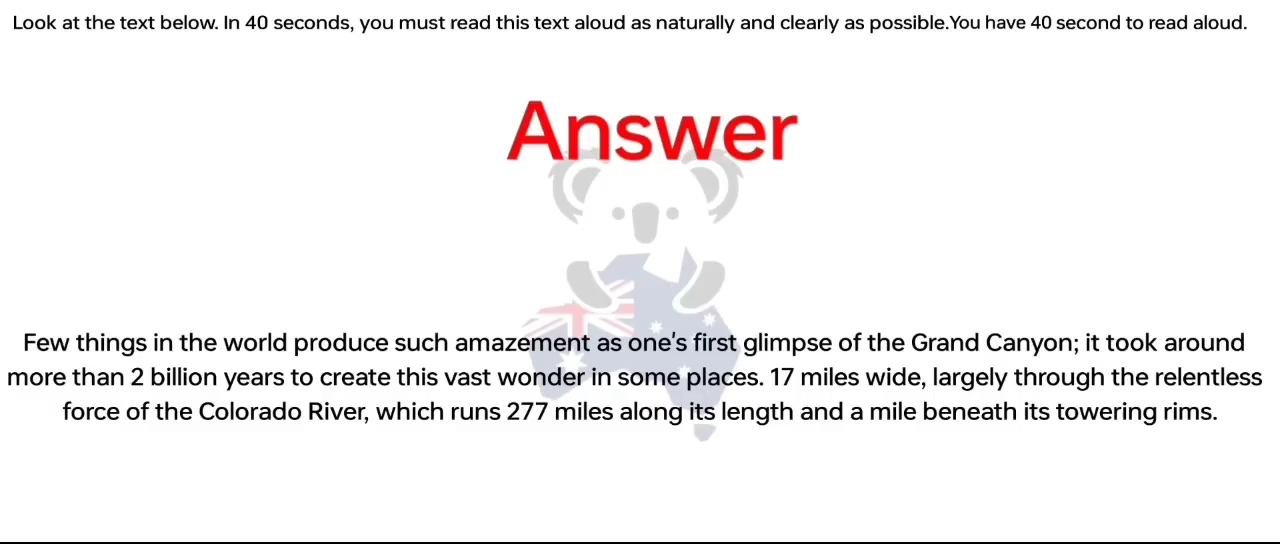 Look at the text below. In 40 seconds, you must read this text aloud as naturally and clearly as possible.You have 40 second to read aloud.
Answer
Few things in the world produce such amazement as one's first glimpse of the Grand Canyon; it took around
more than 2 billion years to create this vast wonder in some places. 17 miles wide, largely through the relentless
force of the Colorado River, which runs 277 miles along its length and a mile beneath its towering rims.